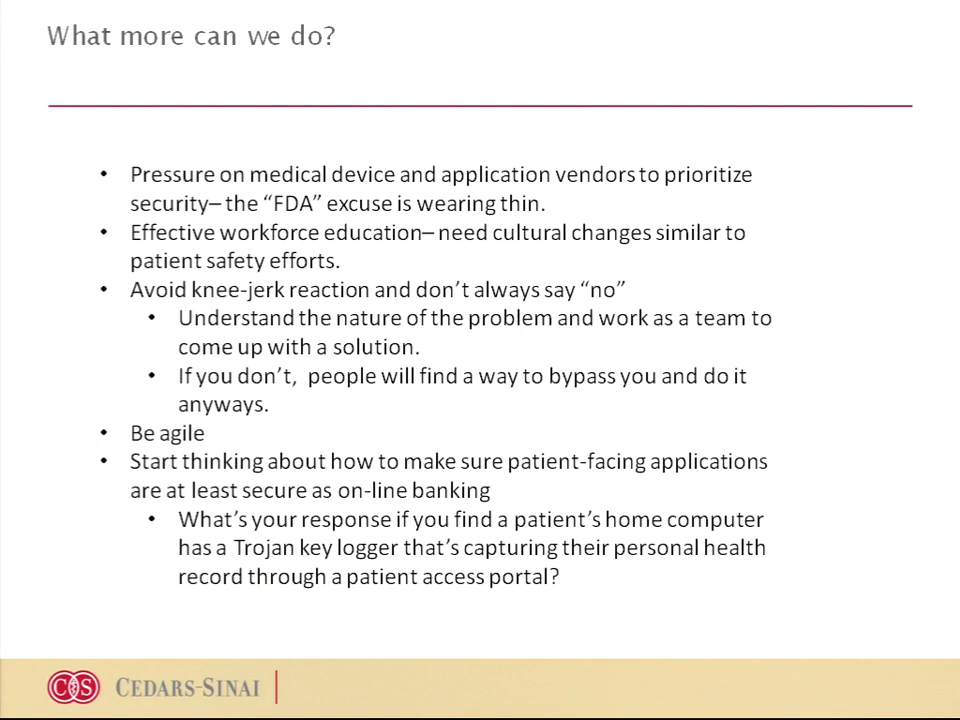 What more can we do?
• Pressure on medical device and application vendors to prioritize
security– the “FDA” excuse is wearing thin.
• Effective workforce education– need cultural changes similar to
patient safety efforts.
• Avoid knee-jerk reaction and don’t always say “no”
• Understand the nature of the problem and work as a team to
come up with a solution.
• If you don’t, people will find a way to bypass you and do it
anyways.
• Be agile
• Start thinking about how to make sure patient-facing applications
are at least secure as on-line banking
• What’s your response if you find a patient’s home computer
has a Trojan key logger that’s capturing their personal health
record through a patient access portal?
CS CEDARS-SINAI